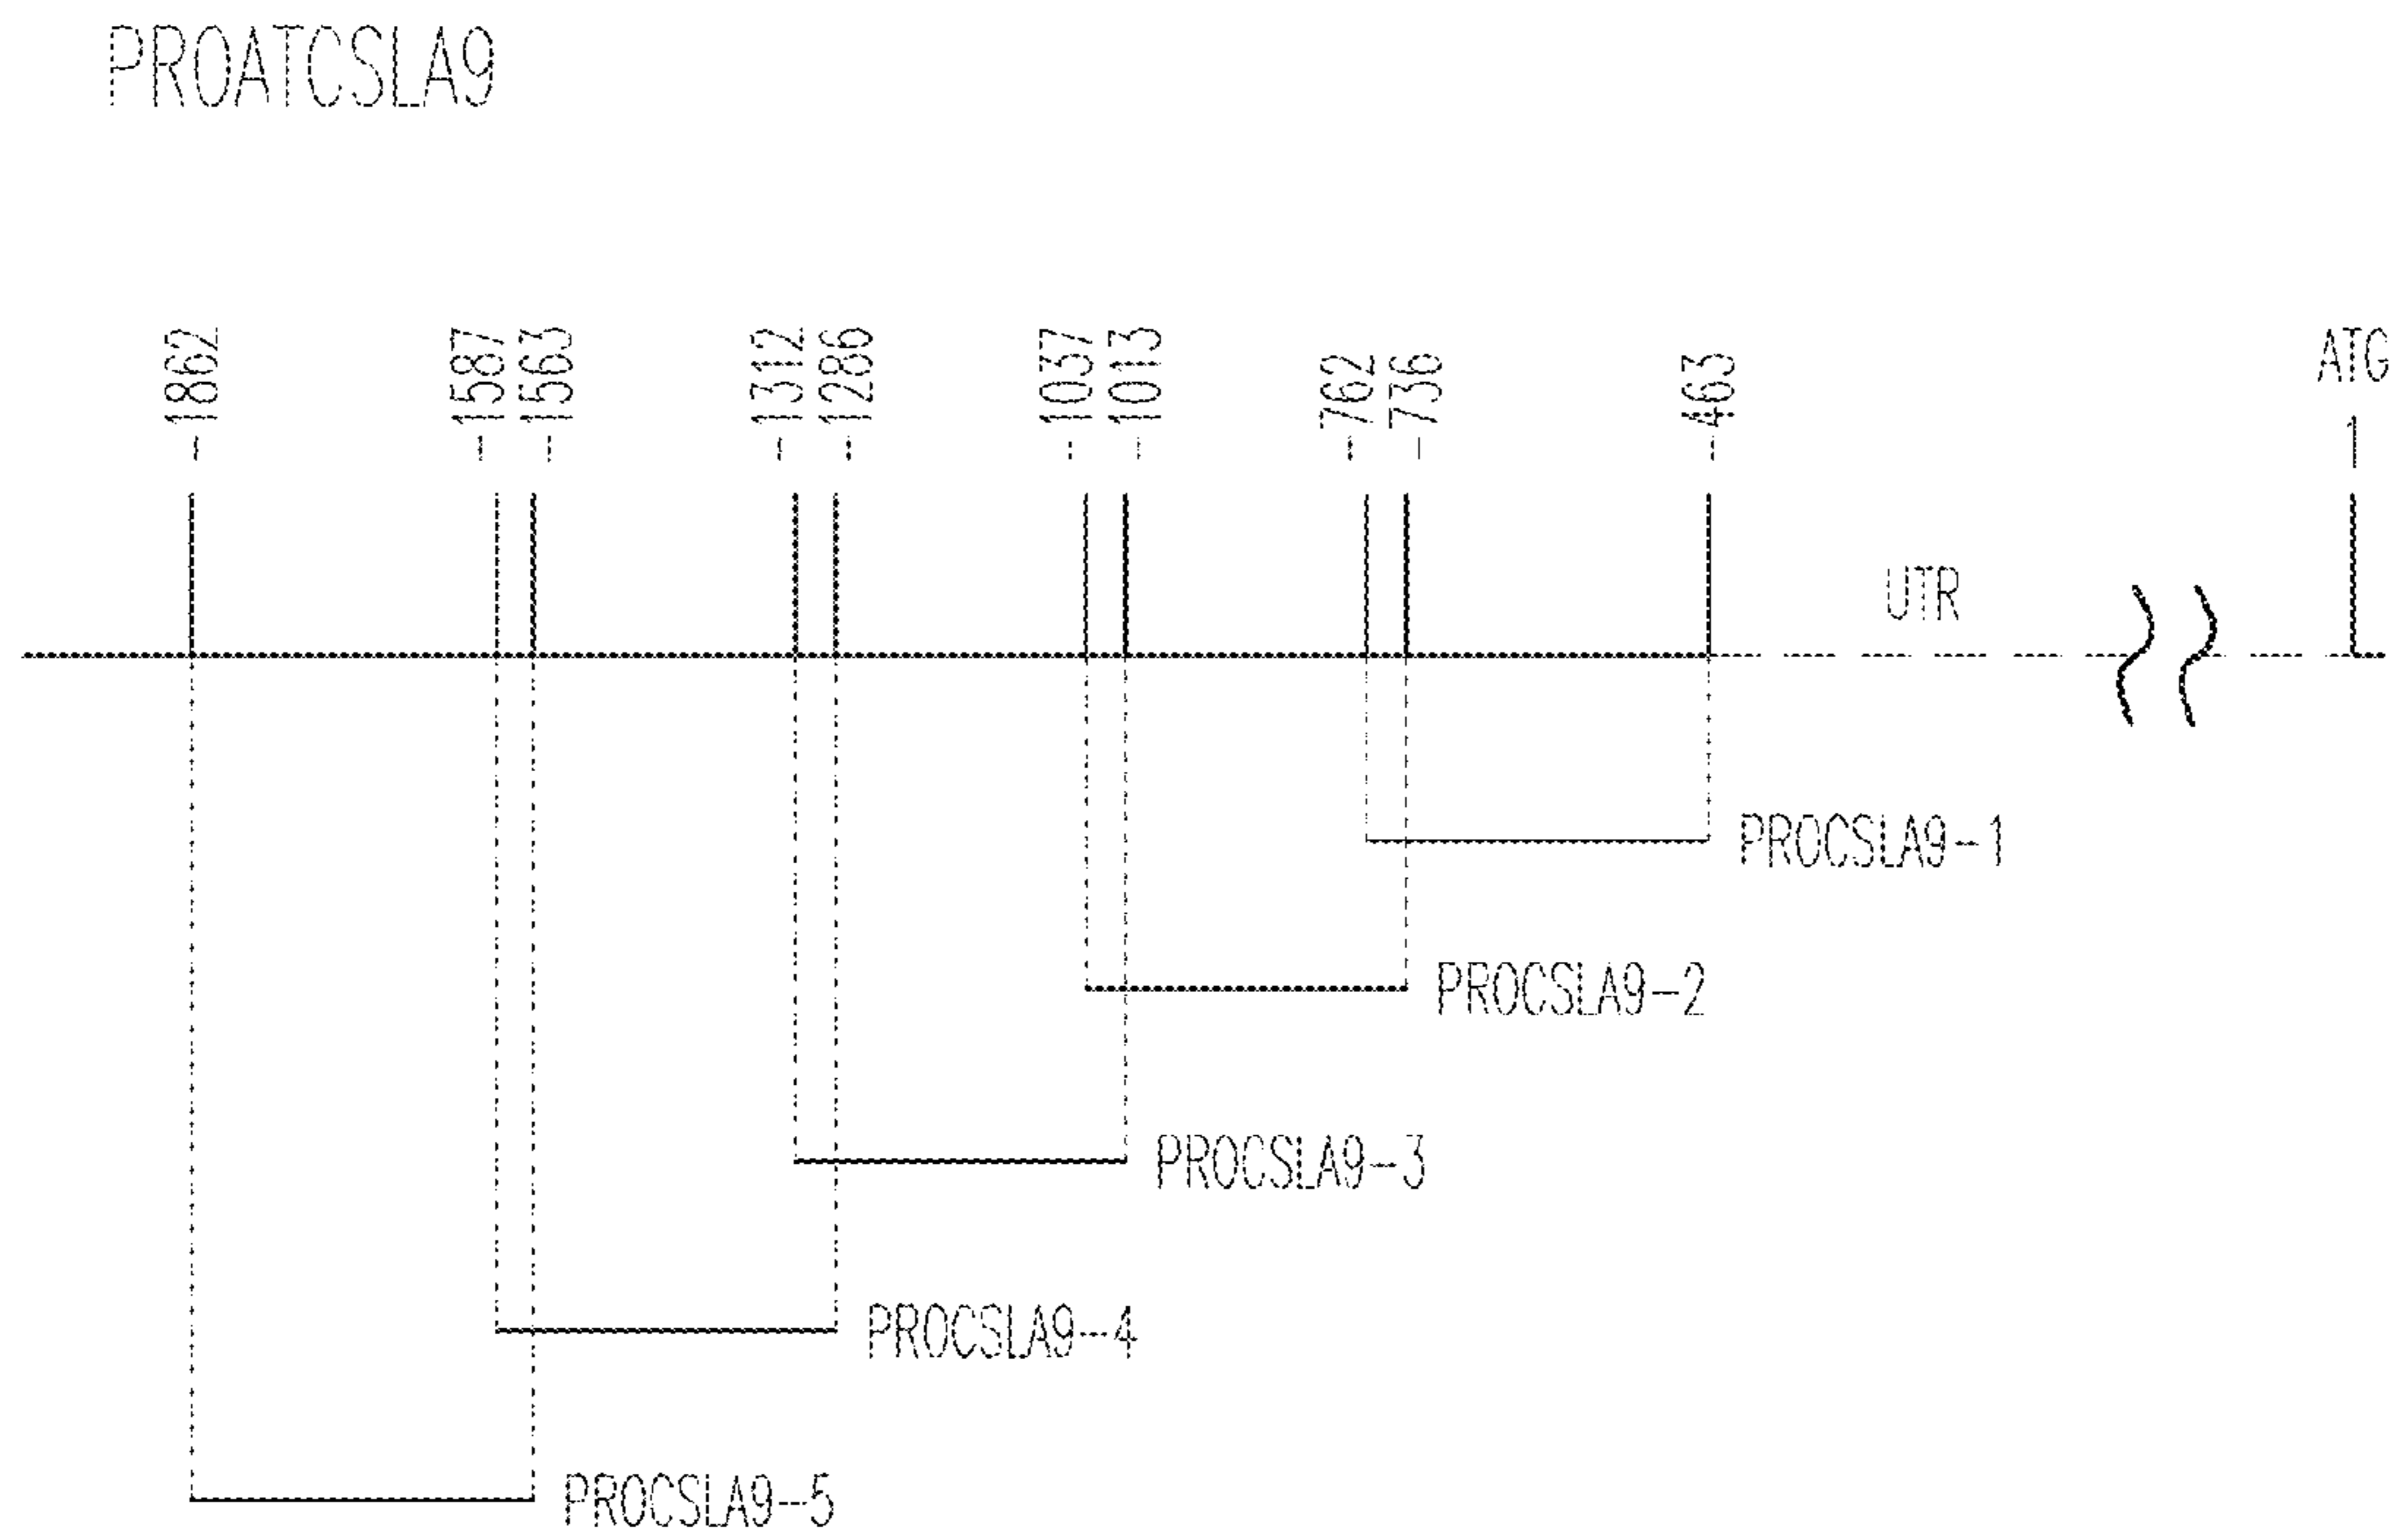 PROATCSLA9
-1862
-1587
-1563
-1312
-1286
-1037
-1013
-762
-736
-463
ATG
1
UTR
PROCSLA9-1
PROCSLA9-2
PROCSLA9-3
PROCSLA9-4
PROCSLA9-5